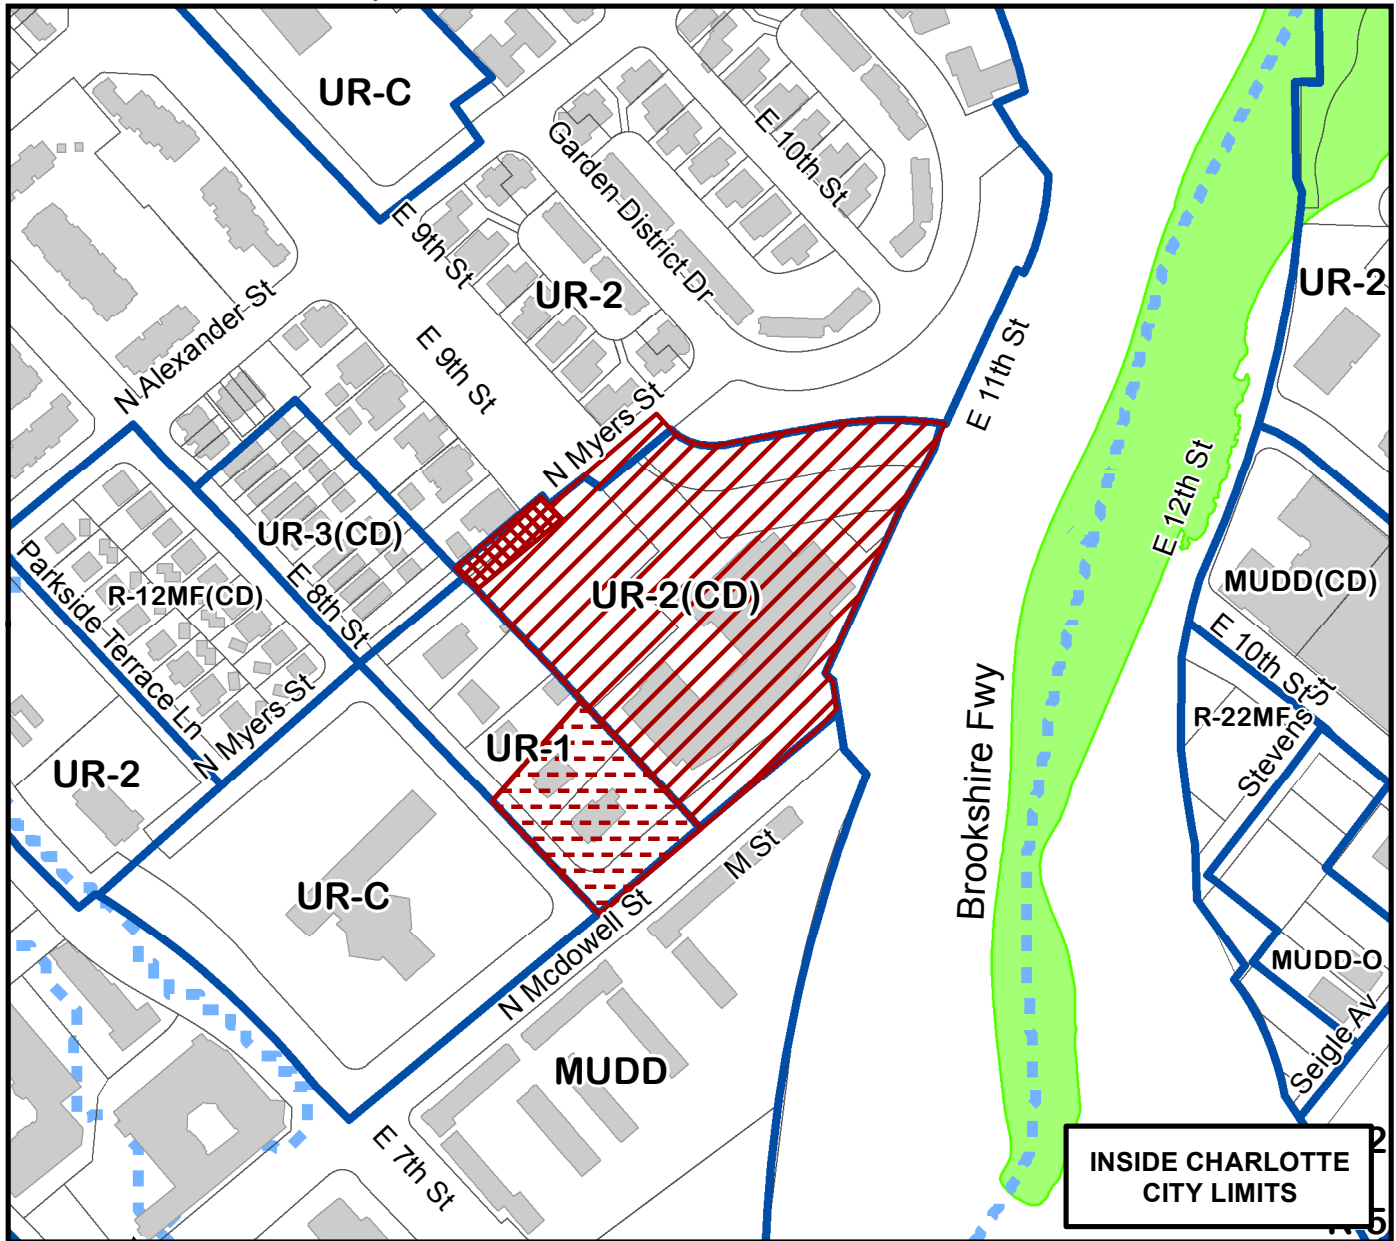 UR-C
E 10th St
Garden District Dr
E 9th St
UR-2
UR-2
N Alexander St
E 9th St
E 11th St
N Myers St
E 12th St
UR-3(CD)
Parkside Terrace Ln
R-12MF(CD)
E 8th St
UR-2(CD)
MUDD(CD)
E 10th St
N Myers St
R-22MF
Stevens St
UR-1
UR-2
Brookshire Fwy
M St
UR-C
N Mcdowell St
MUDD-O
MUDD
Seigle Av
E 7th St
INSIDE CHARLOTTE
CITY LIMITS